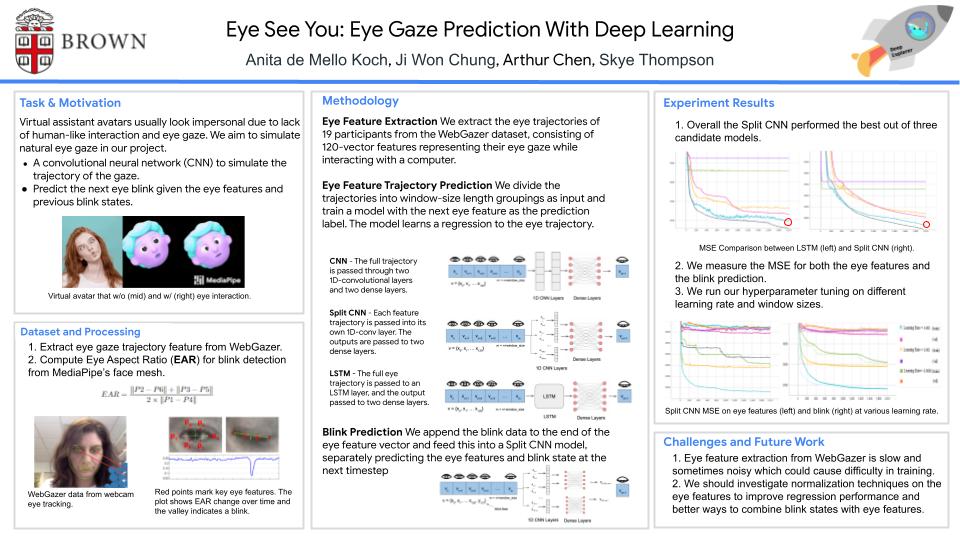 BROWN
Eye See You: Eye Gaze Prediction With Deep Learning
Anita de Mello Koch, Ji Won Chung, Arthur Chen, Skye Thompson
Deep
Explorer
Task & Motivation
Virtual assistant avatars usually look impersonal due to lack
of human-like interaction and eye gaze. We aim to simulate
natural eye gaze in our project.
• A convolutional neural network (CNN) to simulate the
trajectory of the gaze.
• Predict the next eye blink given the eye features and
previous blink states.
MediaPipe
Virtual avatar that w/o (mid) and w/ (right) eye interaction.
Dataset and Processing
1. Extract eye gaze trajectory feature from WebGazer.
2. Compute Eye Aspect Ratio (EAR) for blink detection
from MediaPipe's face mesh.
EAR = ||P2 − P6|| + ||P3 − P5||
2 × ||P1 − P4||
WebGazer data from webcam
eye tracking.
Red points mark key eye features. The
plot shows EAR change over time and
the valley indicates a blink.
Methodology
Eye Feature Extraction We extract the eye trajectories of
19 participants from the WebGazer dataset, consisting of
120-vector features representing their eye gaze while
interacting with a computer.
Eye Feature Trajectory Prediction We divide the
trajectories into window-size length groupings as input and
train a model with the next eye feature as the prediction
label. The model learns a regression to the eye trajectory.
CNN - The full trajectory
is passed through two
1D-convolutional layers
and two dense layers.
1D CNN Layers
Dense Layers
Split CNN - Each feature
trajectory is passed into its
own 1D-conv layer. The
outputs are passed to two
dense layers.
Dense Layers
1D CNN Layers
LSTM - The full eye
trajectory is passed to an
LSTM layer, and the output
passed to two dense layers.
LSTM
Dense Layers
Blink Prediction We append the blink data to the end of the
eye feature vector and feed this into a Split CNN model,
separately predicting the eye features and blink state at the
next timestep
1D CNN Layers Dense Layers
Experiment Results
1. Overall the Split CNN performed the best out of three
candidate models.
MSE Comparison between LSTM (left) and Split CNN (right).
2. We measure the MSE for both the eye features and
the blink prediction.
3. We run our hyperparameter tuning on different
learning rate and window sizes.
Split CNN MSE on eye features (left) and blink (right) at various learning rate.
Challenges and Future Work
1. Eye feature extraction from WebGazer is slow and
sometimes noisy which could cause difficulty in training.
2. We should investigate normalization techniques on the
eye features to improve regression performance and
better ways to combine blink states with eye features.